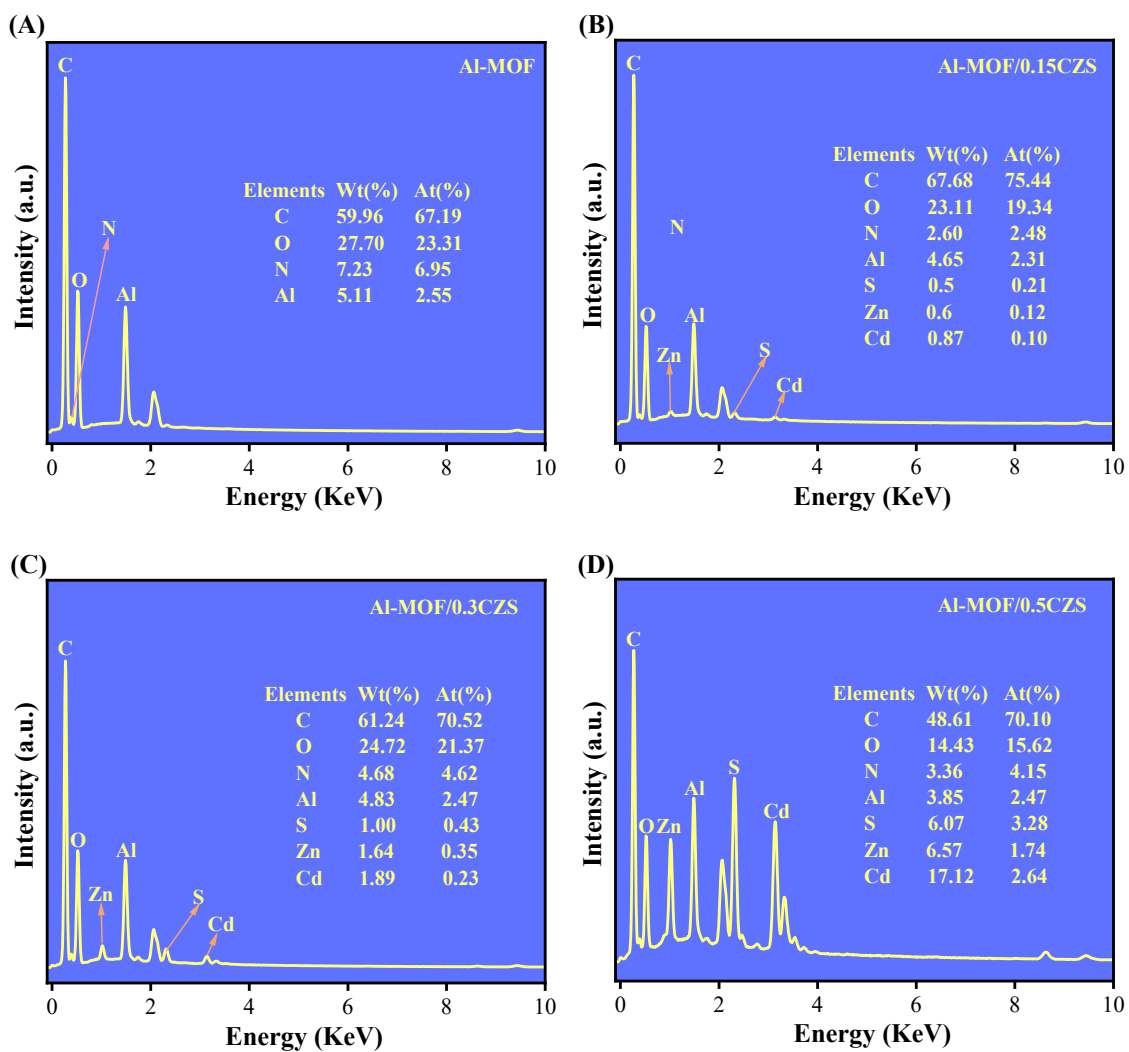 (A)
Al-MOF
C
N
O
Al
Elements Wt(%) At(%)
C 59.96 67.19
O 27.70 23.31
N 7.23 6.95
Al 5.11 2.55
Intensity (a.u.)
0 2 4 6 8 10
Energy (KeV)
(B)
Al-MOF/0.15CZS
C
O
Zn
Al
S
Cd
N
Elements Wt(%) At(%)
C 67.68 75.44
O 23.11 19.34
N 2.60 2.48
Al 4.65 2.31
S 0.5 0.21
Zn 0.6 0.12
Cd 0.87 0.10
Intensity (a.u.)
0 2 4 6 8 10
Energy (KeV)
(C)
Al-MOF/0.3CZS
C
O
Zn
Al
S
Cd
Elements Wt(%) At(%)
C 61.24 70.52
O 24.72 21.37
N 4.68 4.62
Al 4.83 2.47
S 1.00 0.43
Zn 1.64 0.35
Cd 1.89 0.23
Intensity (a.u.)
0 2 4 6 8 10
Energy (KeV)
(D)
Al-MOF/0.5CZS
C
O
Zn
Al
S
Cd
Elements Wt(%) At(%)
C 48.61 70.10
O 14.43 15.62
N 3.36 4.15
Al 3.85 2.47
S 6.07 3.28
Zn 6.57 1.74
Cd 17.12 2.64
Intensity (a.u.)
0 2 4 6 8 10
Energy (KeV)